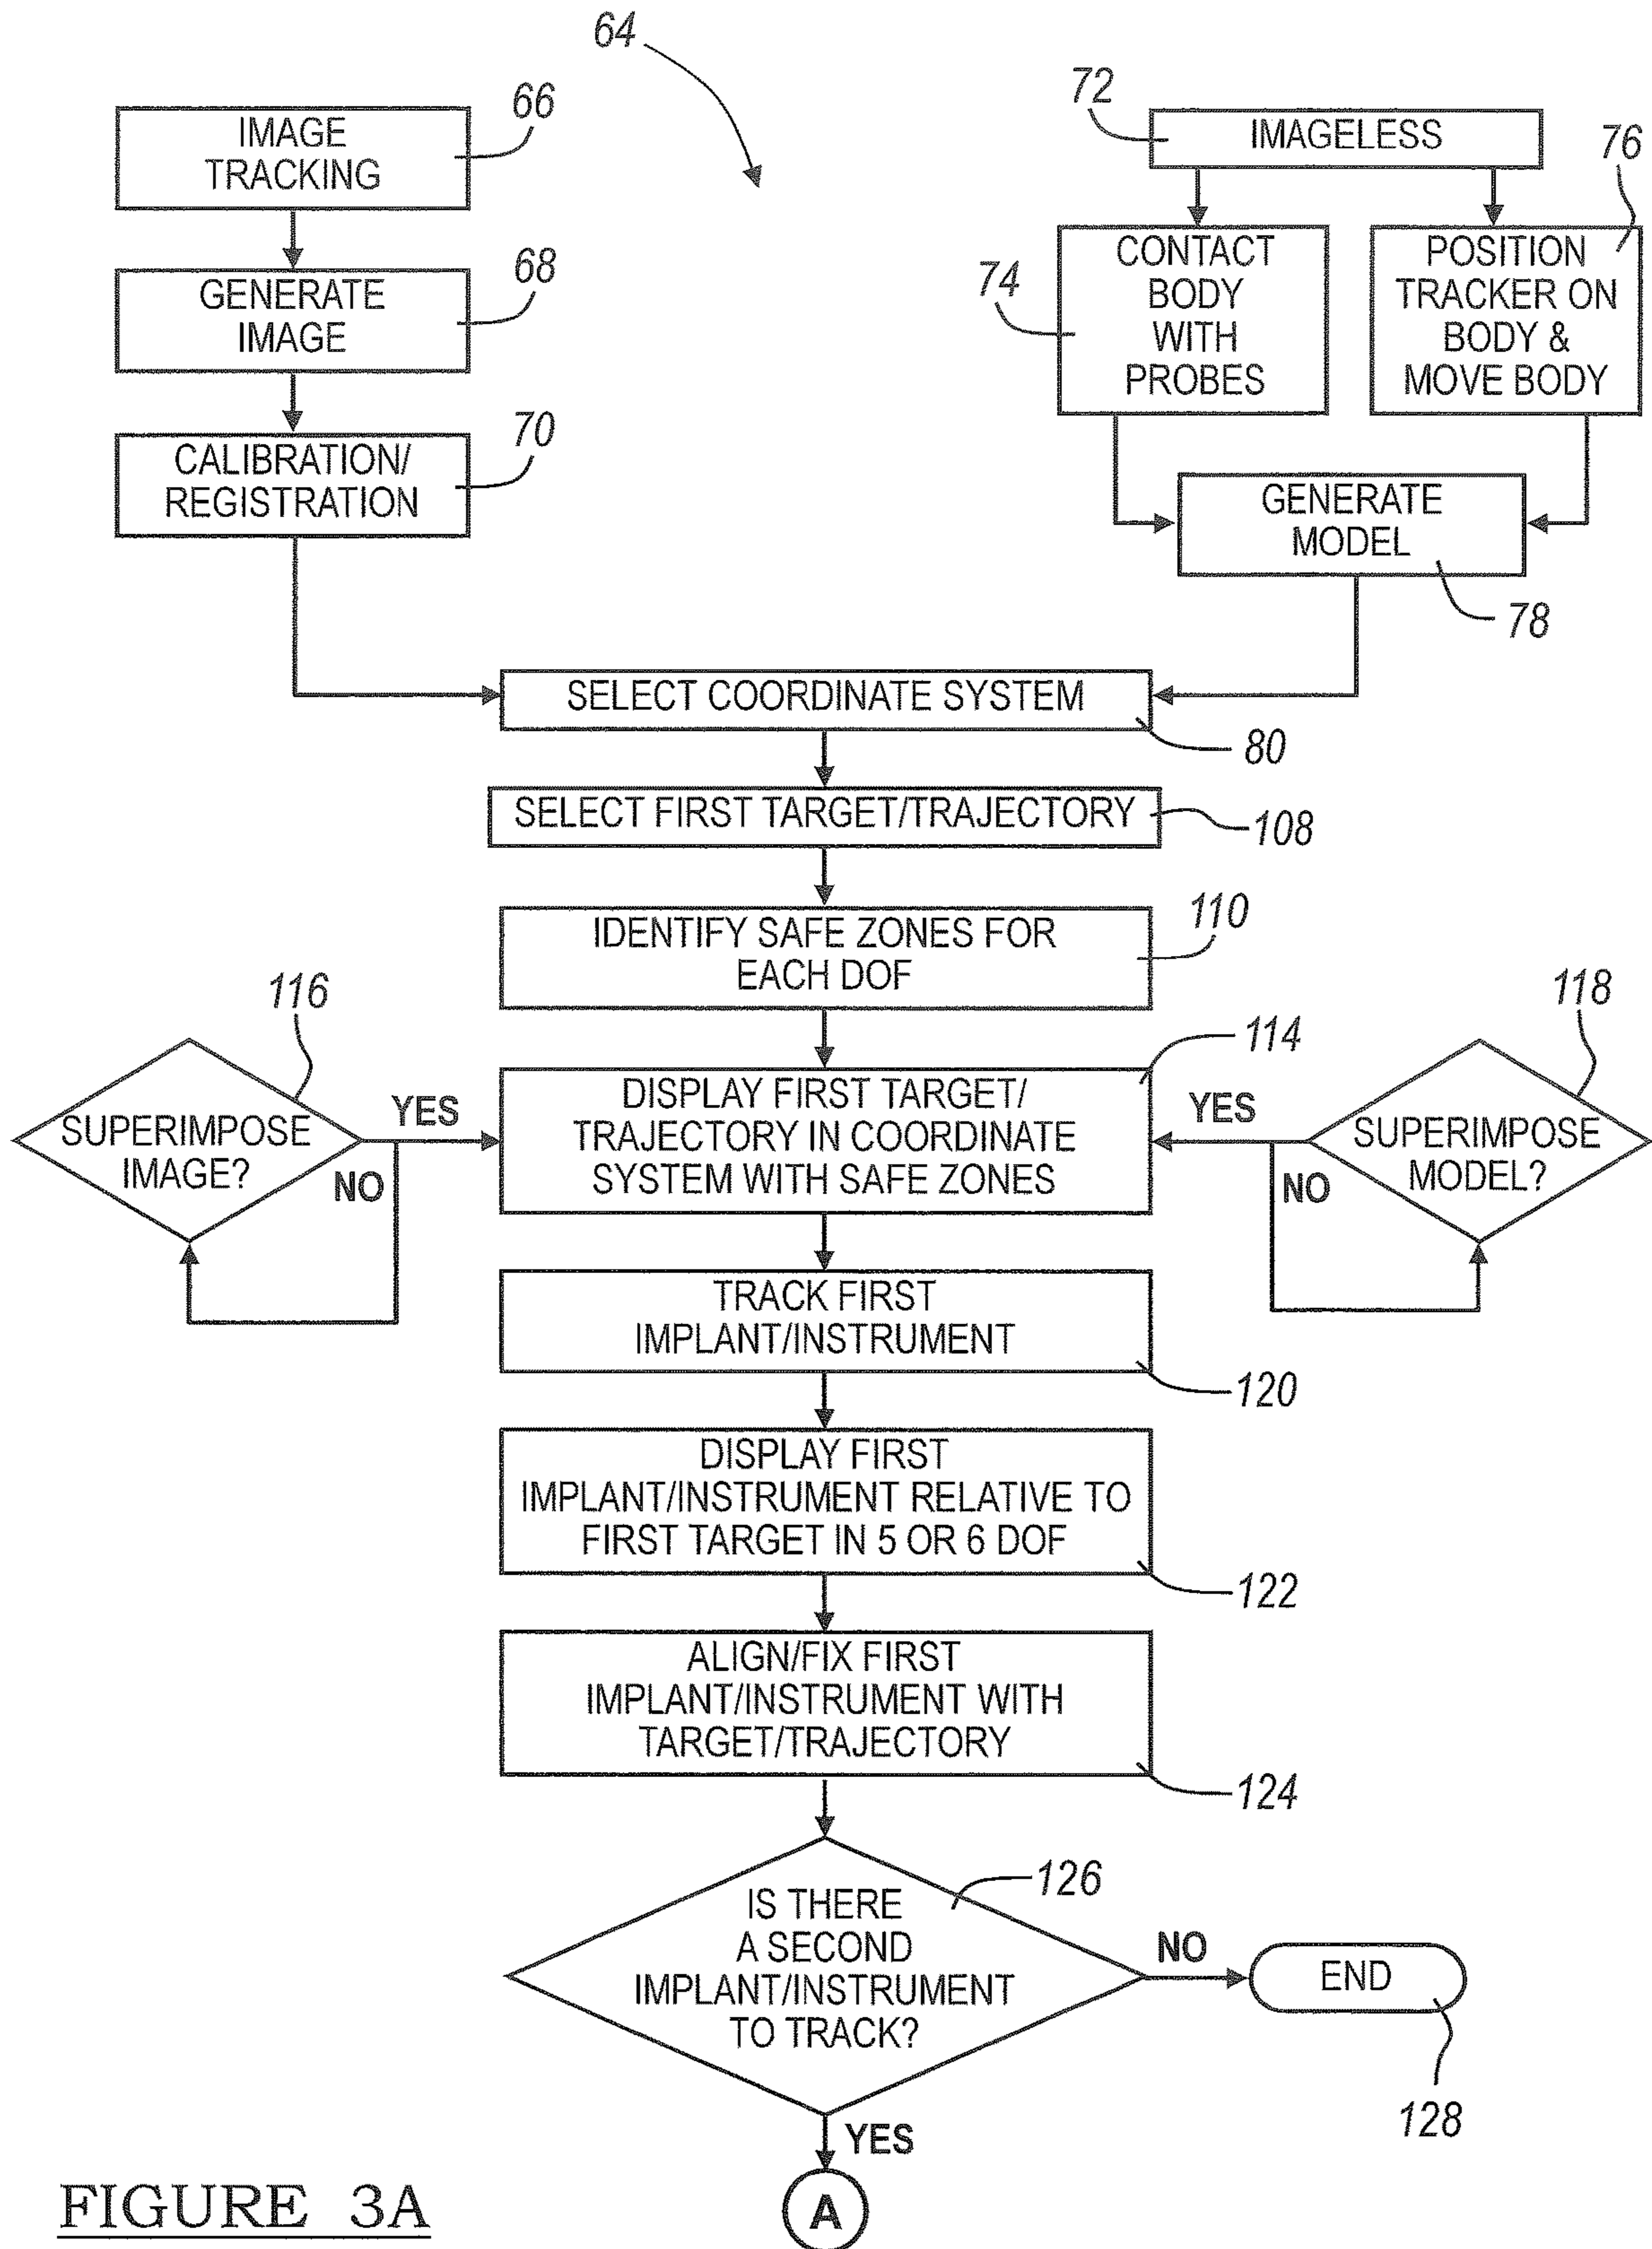 64
66
IMAGE
TRACKING
68
GENERATE
IMAGE
70
CALIBRATION/
REGISTRATION
72
IMAGELESS
74
CONTACT
BODY
WITH
PROBES
76
POSITION
TRACKER ON
BODY &
MOVE BODY
GENERATE
MODEL
78
SELECT COORDINATE SYSTEM
80
SELECT FIRST TARGET/TRAJECTORY
108
IDENTIFY SAFE ZONES FOR
EACH DOF
110
116
SUPERIMPOSE
IMAGE?
YES
NO
114
DISPLAY FIRST TARGET/
TRAJECTORY IN COORDINATE
SYSTEM WITH SAFE ZONES
118
SUPERIMPOSE
MODEL?
YES
NO
TRACK FIRST
IMPLANT/INSTRUMENT
120
DISPLAY FIRST
IMPLANT/INSTRUMENT RELATIVE TO
FIRST TARGET IN 5 OR 6 DOF
122
ALIGN/FIX FIRST
IMPLANT/INSTRUMENT WITH
TARGET/TRAJECTORY
124
126
IS THERE
A SECOND
IMPLANT/INSTRUMENT
TO TRACK?
NO
END
128
YES
A
FIGURE 3A